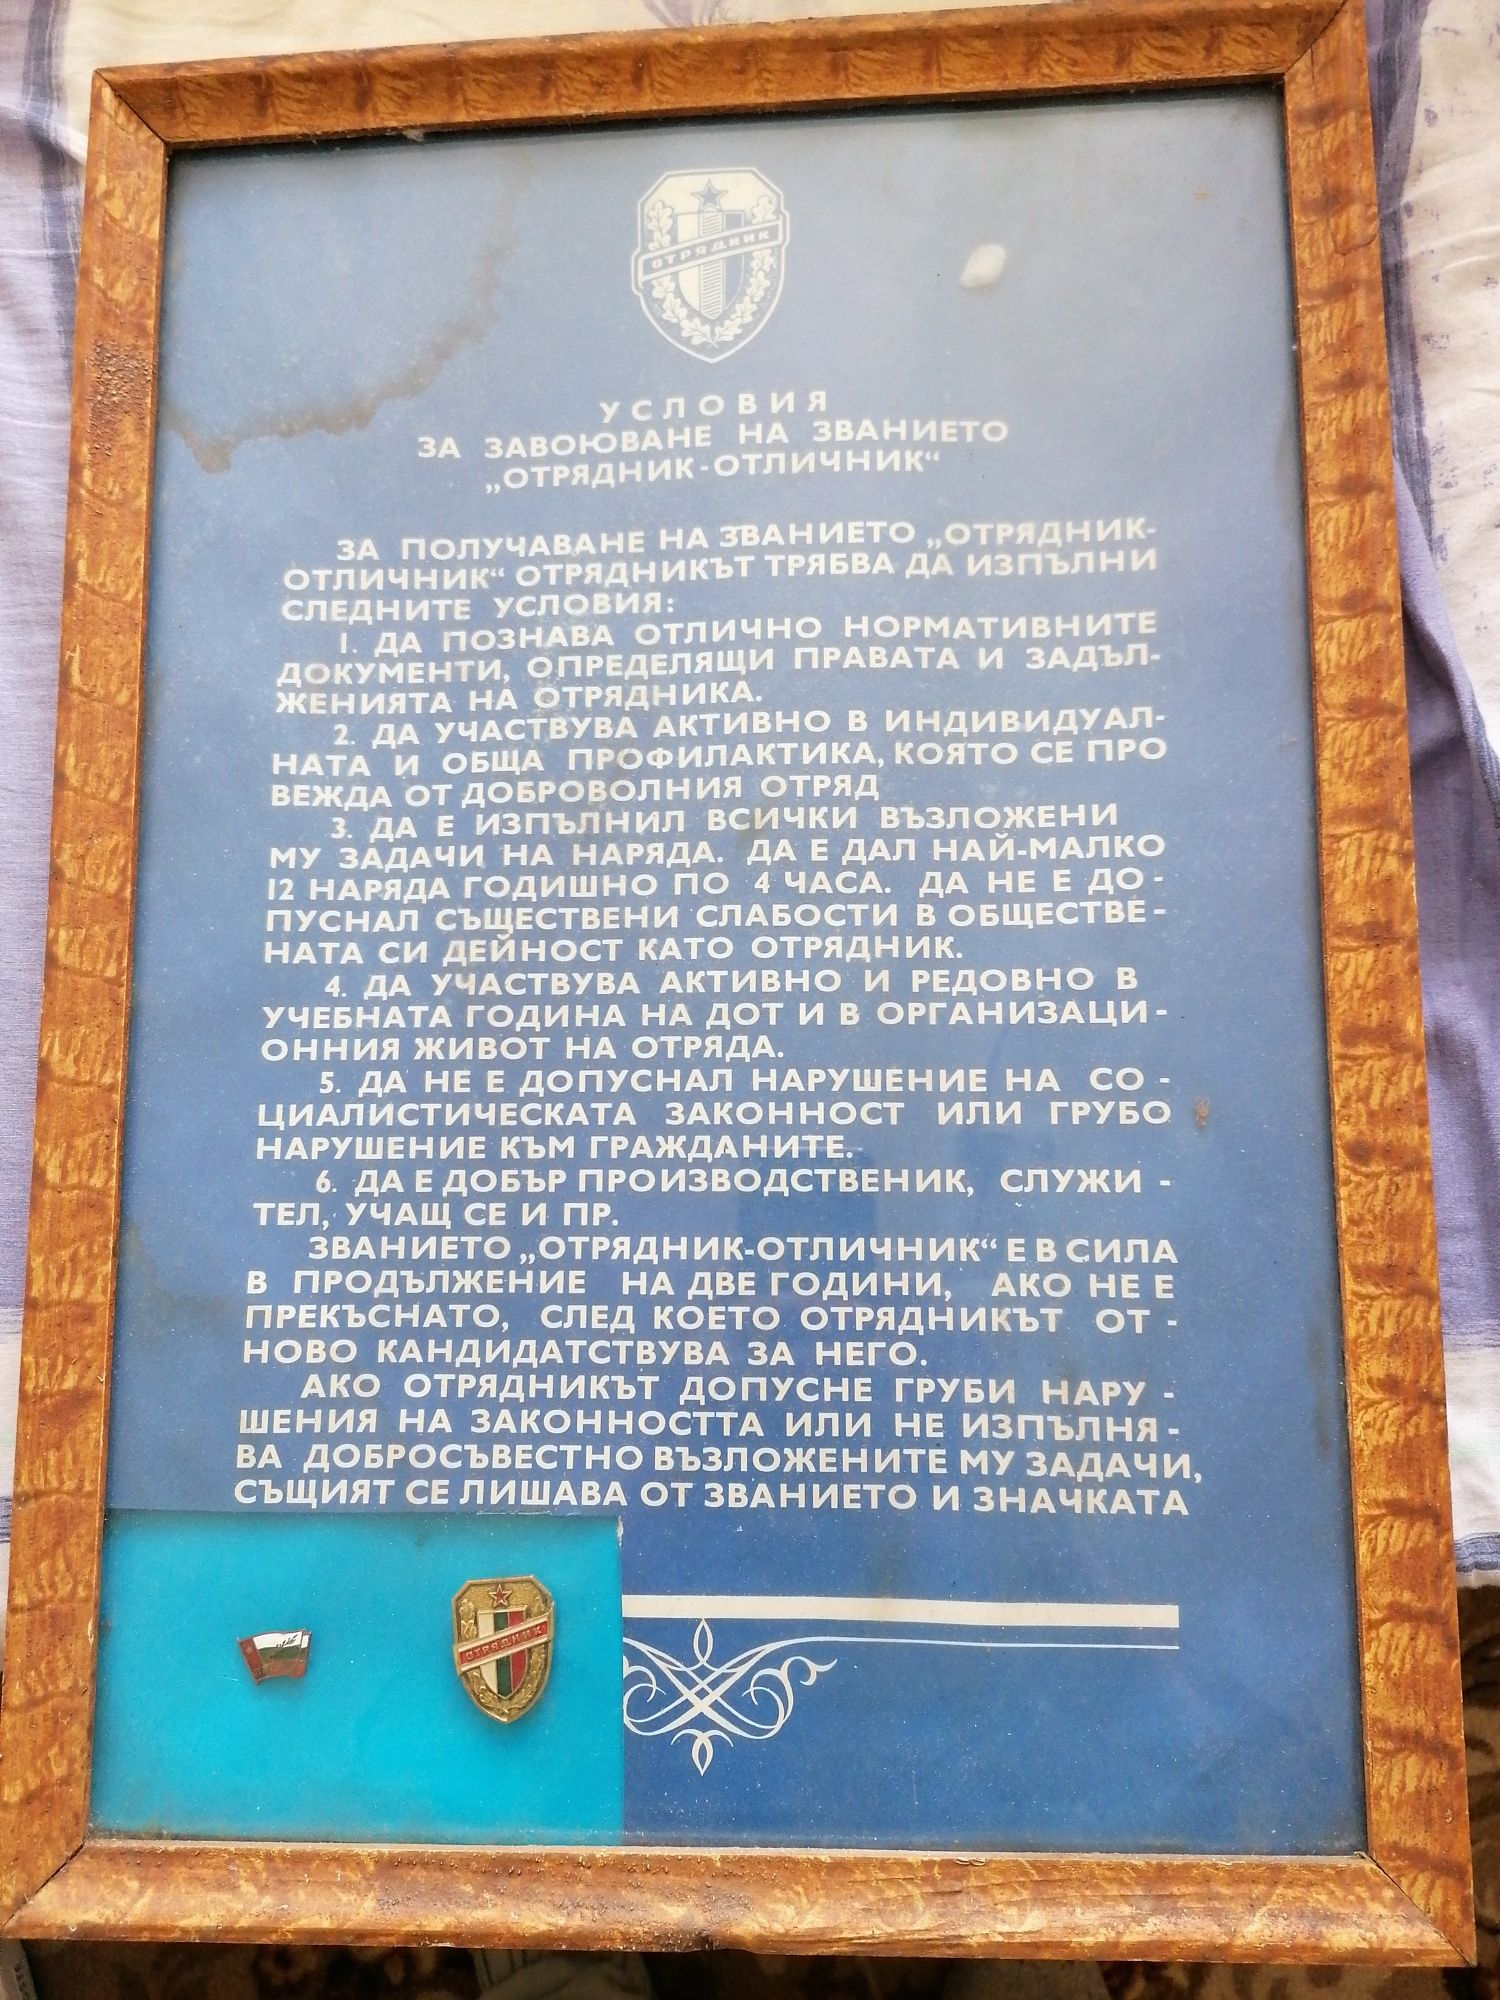 ОТРЯДНИК
УСЛОВИЯ
ЗА ЗАВОЮВАНЕ НА ЗВАНИЕТО
„ОТРЯДНИК-ОТЛИЧНИК“
ЗА ПОЛУЧАВАНЕ НА ЗВАНИЕТО „ОТРЯДНИК-
ОТЛИЧНИК“ ОТРЯДНИКЪТ ТРЯБВА ДА ИЗПЪЛНИ
СЛЕДНИТЕ УСЛОВИЯ:
1. ДА ПОЗНАВА ОТЛИЧНО НОРМАТИВНИТЕ
ДОКУМЕНТИ, ОПРЕДЕЛЯЩИ ПРАВАТА И ЗАДЪЛ-
ЖЕНИЯТА НА ОТРЯДНИКА.
2. ДА УЧАСТВУВА АКТИВНО В ИНДИВИДУАЛ-
НАТА И ОБЩА ПРОФИЛАКТИКА, КОЯТО СЕ ПРО
ВЕЖДА ОТ ДОБРОВОЛНИЯ ОТРЯД
3. ДА Е ИЗПЪЛНИЛ ВСИЧКИ ВЪЗЛОЖЕНИ
МУ ЗАДАЧИ НА НАРЯДА. ДА Е ДАЛ НАЙ-МАЛКО
12 НАРЯДА ГОДИШНО ПО 4 ЧАСА. ДА НЕ Е ДО-
ПУСНАЛ СЪЩЕСТВЕНИ СЛАБОСТИ В ОБЩЕСТВЕ-
НАТА СИ ДЕЙНОСТ КАТО ОТРЯДНИК.
4. ДА УЧАСТВУВА АКТИВНО И РЕДОВНО В
УЧЕБНАТА ГОДИНА НА ДОТ И В ОРГАНИЗАЦИ-
ОННИЯ ЖИВОТ НА ОТРЯДА.
5. ДА НЕ Е ДОПУСНАЛ НАРУШЕНИЕ НА СО-
ЦИАЛИСТИЧЕСКАТА ЗАКОННОСТ ИЛИ ГРУБО
НАРУШЕНИЕ КЪМ ГРАЖДАНИТЕ.
6. ДА Е ДОБЪР ПРОИЗВОДСТВЕНИК, СЛУЖИ-
ТЕЛ, УЧАЩ СЕ И ПР.
ЗВАНИЕТО „ОТРЯДНИК-ОТЛИЧНИК“ Е В СИЛА
В ПРОДЪЛЖЕНИЕ НА ДВЕ ГОДИНИ, АКО НЕ Е
ПРЕКЪСНАТО, СЛЕД КОЕТО ОТРЯДНИКЪТ ОТ-
НОВО КАНДИДАТСТВУВА ЗА НЕГО.
АКО ОТРЯДНИКЪТ ДОПУСНЕ ГРУБИ НАРУ-
ШЕНИЯ НА ЗАКОННОСТТА ИЛИ НЕ ИЗПЪЛНЯ-
ВА ДОБРОСЪВЕСТНО ВЪЗЛОЖЕНИТЕ МУ ЗАДАЧИ,
СЪЩИЯТ СЕ ЛИШАВА ОТ ЗВАНИЕТО И ЗНАЧКАТА
ОТРЯДНИК